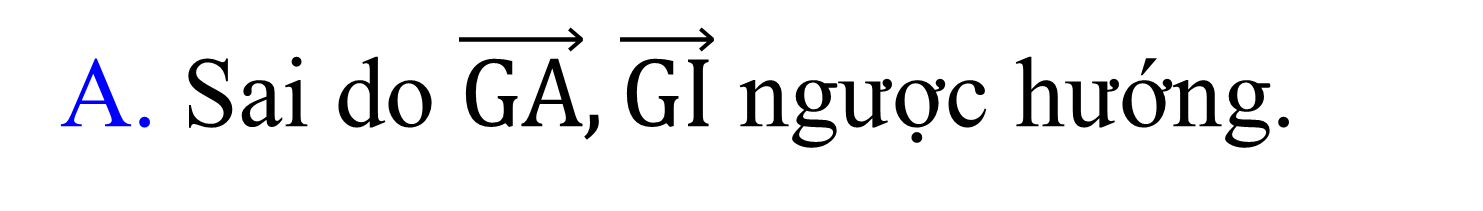 A. Sai do $\overrightarrow{GA}$, $\overrightarrow{GI}$ ngược hướng.